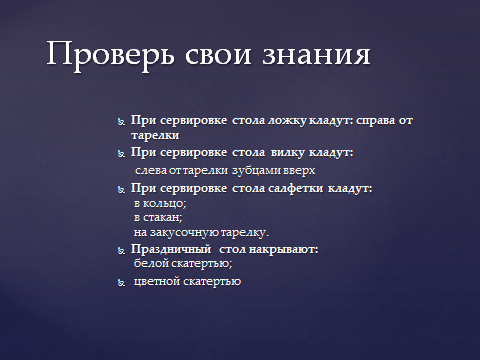 Проверь свои знания
При сервировке стола ложку кладут: справа от
тарелки
При сервировке стола вилку кладут:
слева от тарелки зубцами вверх
При сервировке стола салфетки кладут:
в кольцо;
в стакан;
на закусочную тарелку.
Праздничный стол накрывают:
белой скатертью;
цветной скатертью